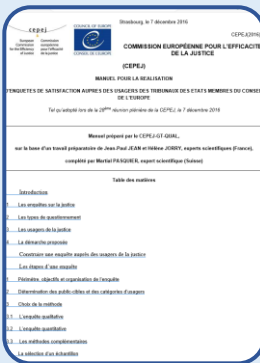 Strasbourg, le 7 décembre 2016
cepej
COUNCIL OF EUROPE
CONSEIL DE L'EUROPE
CEPEJ(2016)
COMMISSION EUROPÉENNE POUR L'EFFICACITE
DE LA JUSTICE
(CEPEJ)
MANUEL POUR LA REALISATION
D'ENQUETES DE SATISFACTION AUPRES DES USAGERS DES TRIBUNAUX DES ETATS MEMBRES DU CONSEI
DE L'EUROPE
Tel qu'adopté lors de la 28ème réunion plénière de la CEPEJ, le 7 décembre 2016
Manuel préparé par le CEPEJ-GT-QUAL,
sur la base d'un travail préparatoire de Jean-Paul JEAN et Hélène JORRY, experts scientifiques (France),
complété par Martial PASQUIER, expert scientifique (Suisse)
Table des matières
Introduction
1 Les enquêtes sur la justice
2 Les types de questionnement
3 Les usagers de la justice
4 La démarche proposée
Construire une enquête auprès des usagers de la justice
Les étapes d'une enquête
1 Périmètre, objectifs et organisation de l'enquête
2 Détermination des public-cibles et des catégories d'usagers
3 Choix de la méthode
3.1 L'enquête qualitative
3.2 L'enquête quantitative
3.3 Les méthodes complémentaires
La sélection d'un échantillon